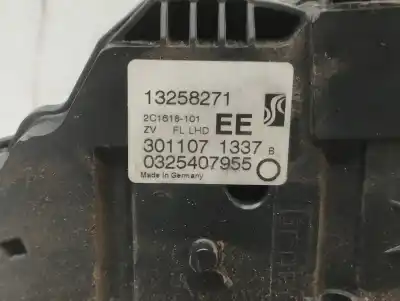 13258271
2C1618-101
ZV FL LHD EE
301107 1337 B
0325407955
Made in Germany